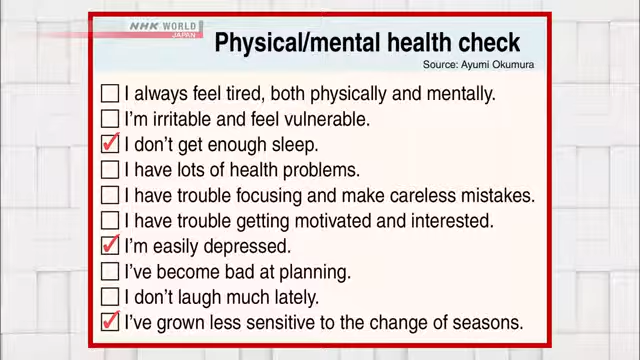 NHK WORLD
JAPAN
Physical/mental health check
Source: Ayumi Okumura
I always feel tired, both physically and mentally.
I'm irritable and feel vulnerable.
I don't get enough sleep.
I have lots of health problems.
I have trouble focusing and make careless mistakes.
I have trouble getting motivated and interested.
I'm easily depressed.
I've become bad at planning.
I don't laugh much lately.
I've grown less sensitive to the change of seasons.